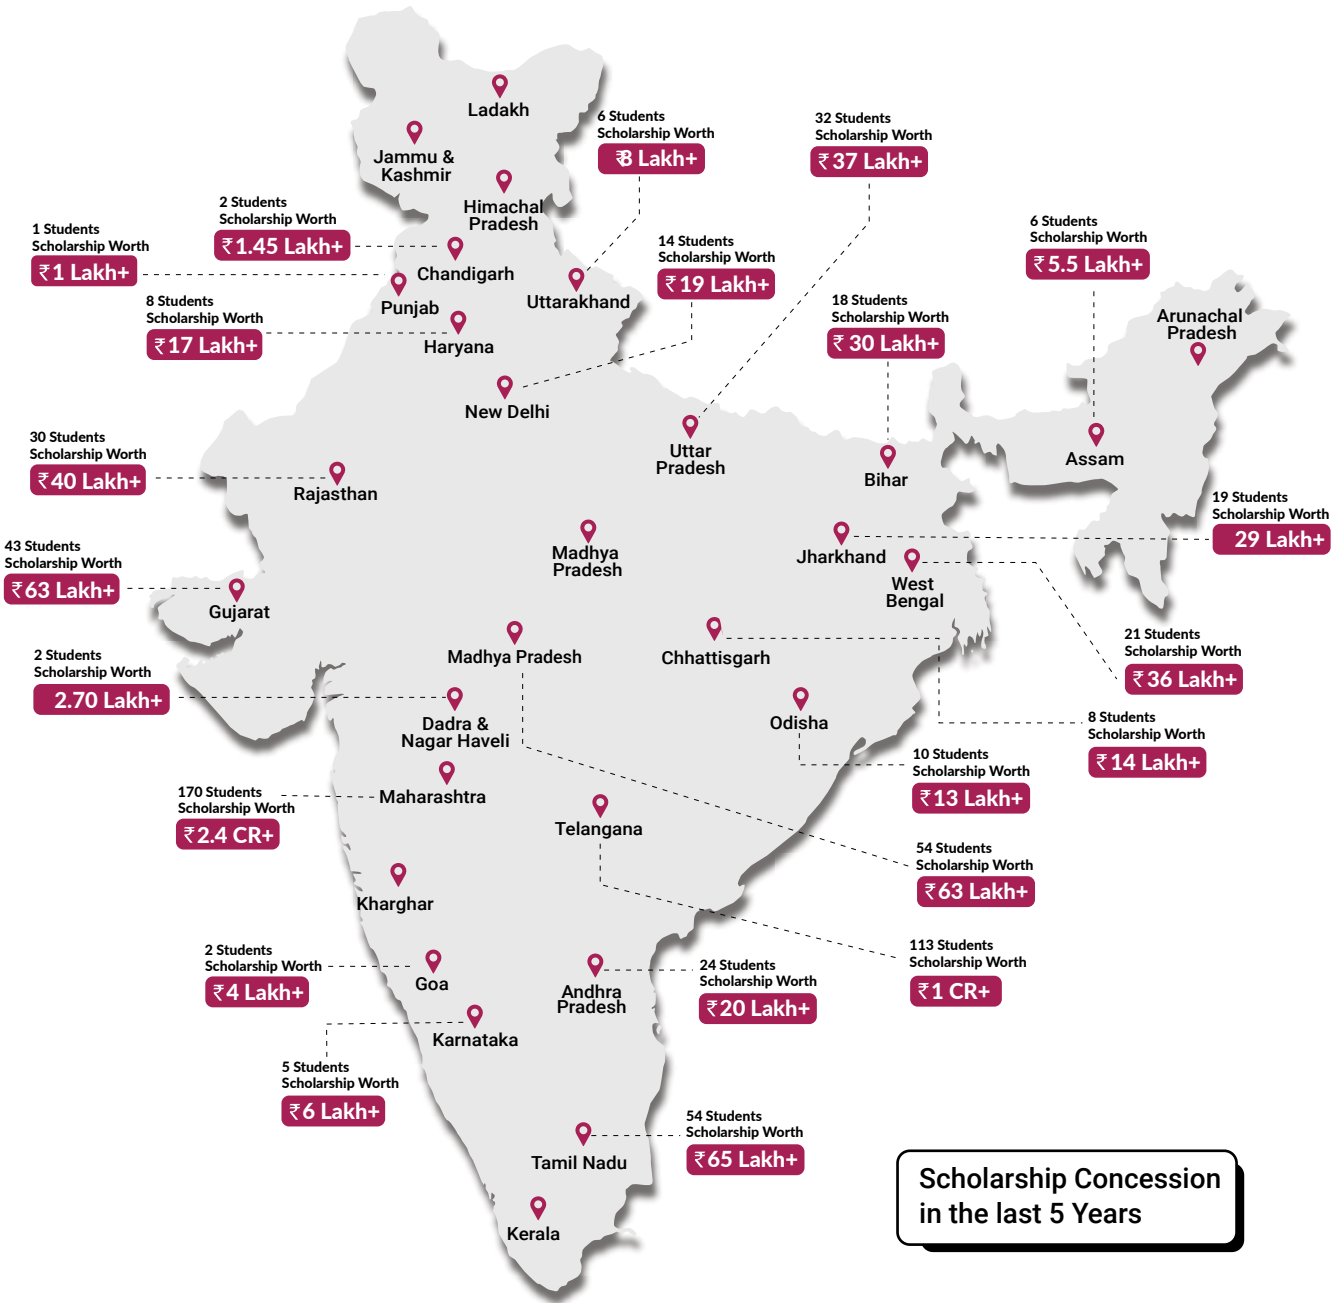 Ladakh
Jammu &
Kashmir
Himachal
Pradesh
6 Students
Scholarship Worth
₹8 Lakh+
32 Students
Scholarship Worth
₹37 Lakh+
2 Students
Scholarship Worth
₹1.45 Lakh+
1 Students
Scholarship Worth
₹1 Lakh+
Chandigarh
Punjab
Uttarakhand
14 Students
Scholarship Worth
₹19 Lakh+
6 Students
Scholarship Worth
₹5.5 Lakh+
8 Students
Scholarship Worth
₹17 Lakh+
Haryana
18 Students
Scholarship Worth
₹30 Lakh+
Arunachal
Pradesh
New Delhi
Uttar
Pradesh
Bihar
Assam
30 Students
Scholarship Worth
₹40 Lakh+
Rajasthan
19 Students
Scholarship Worth
29 Lakh+
43 Students
Scholarship Worth
₹63 Lakh+
Gujarat
Madhya
Pradesh
Jharkhand
West
Bengal
2 Students
Scholarship Worth
2.70 Lakh+
Madhya Pradesh
Chhattisgarh
21 Students
Scholarship Worth
₹36 Lakh+
Dadra &
Nagar Haveli
Odisha
8 Students
Scholarship Worth
₹14 Lakh+
10 Students
Scholarship Worth
₹13 Lakh+
170 Students
Scholarship Worth
₹2.4 CR+
Maharashtra
Telangana
54 Students
Scholarship Worth
₹63 Lakh+
Kharghar
2 Students
Scholarship Worth
₹4 Lakh+
Goa
Andhra
Pradesh
24 Students
Scholarship Worth
₹20 Lakh+
113 Students
Scholarship Worth
₹1 CR+
Karnataka
5 Students
Scholarship Worth
₹6 Lakh+
Tamil Nadu
54 Students
Scholarship Worth
₹65 Lakh+
Kerala
Scholarship Concession
in the last 5 Years